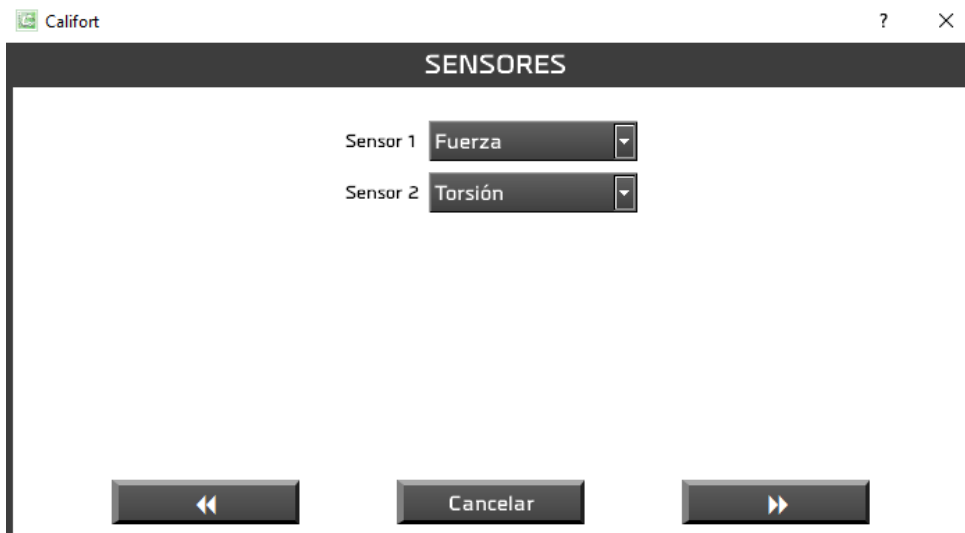 Califort ?
SENSORES
Sensor 1 Fuerza
Sensor 2 Torsión
Cancelar